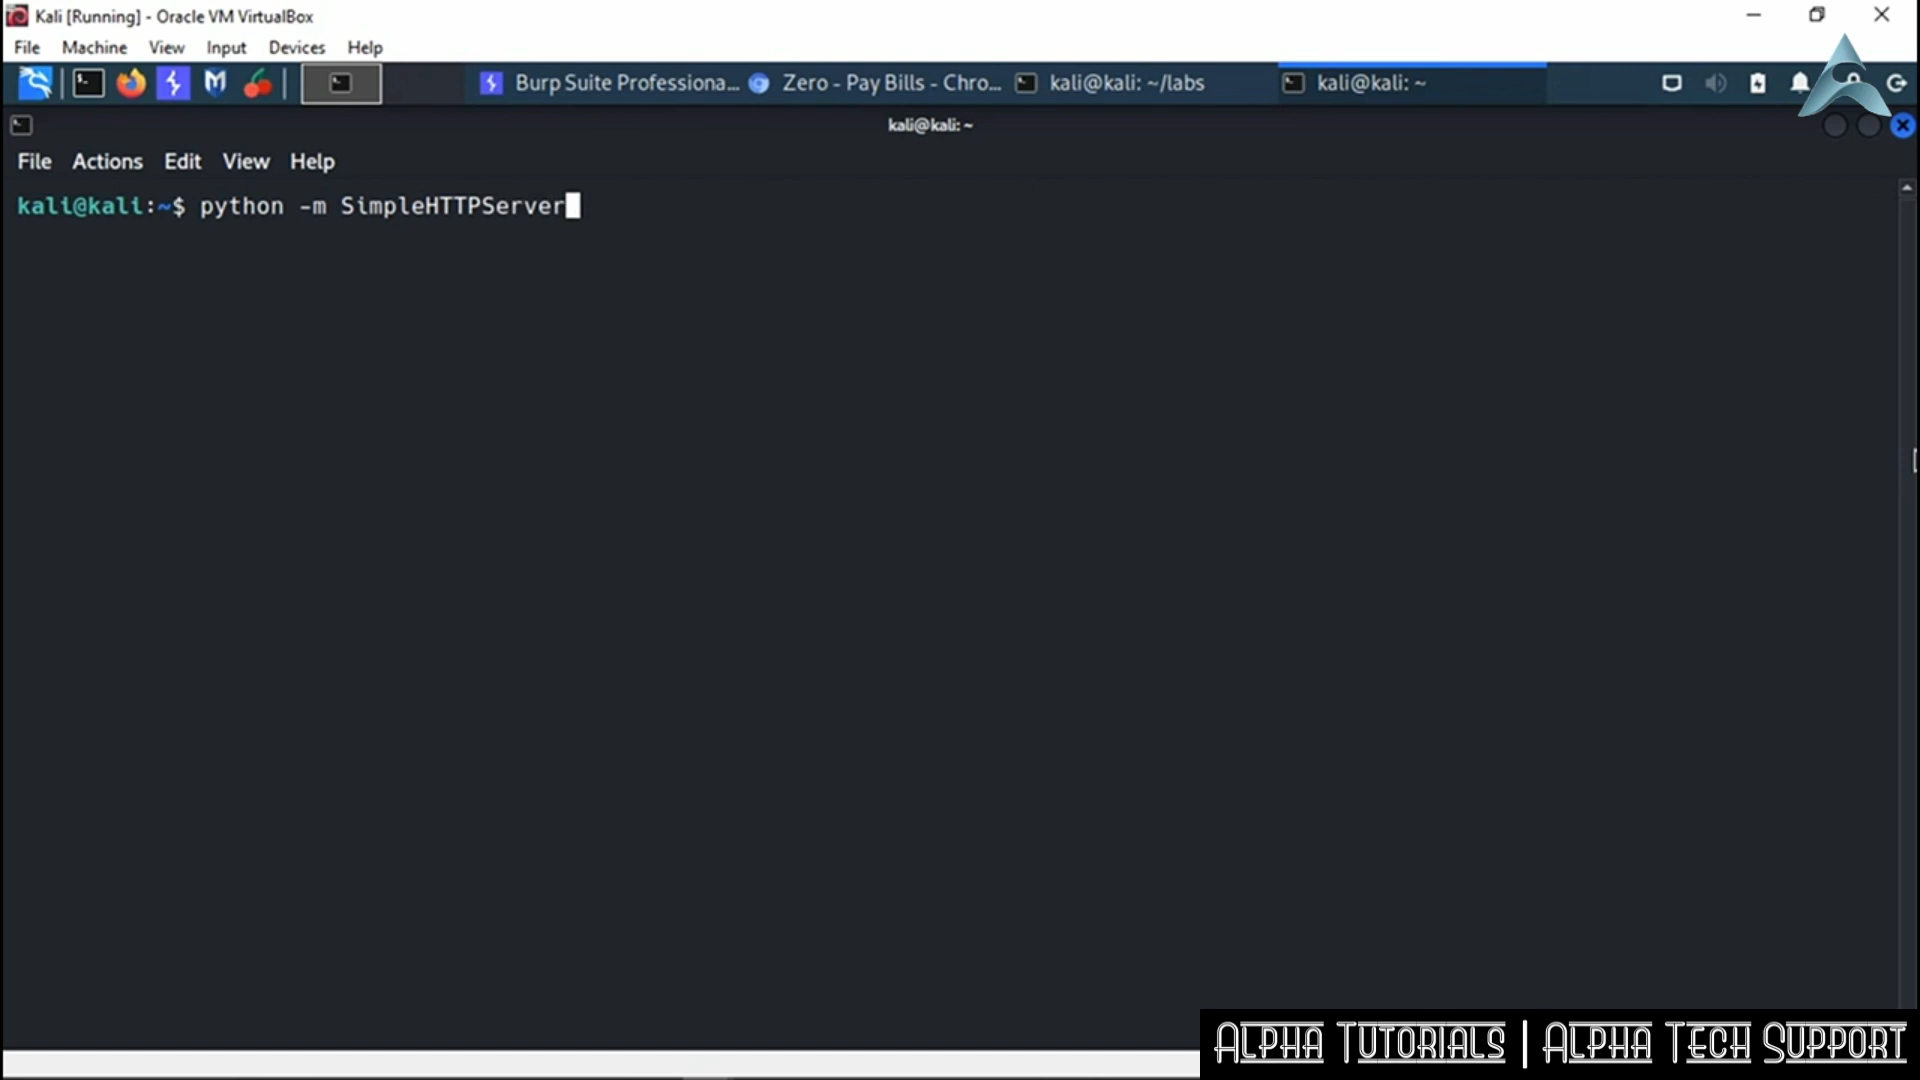 Kali [Running] - Oracle VM VirtualBox
File Machine View Input Devices Help
Burp Suite Professiona... Zero - Pay Bills - Chro... kali@kali: ~/labs kali@kali: ~
kali@kali: ~
File Actions Edit View Help
kali@kali:~$ python -m SimpleHTTPServer
Alpha Tutorials | Alpha Tech Support